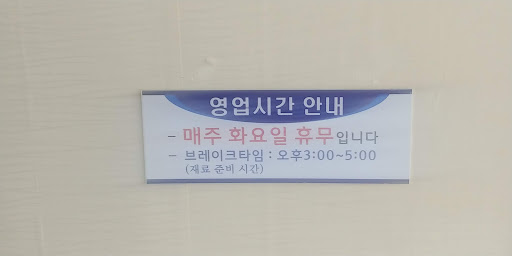 영업시간 안내
- 매주 화요일 휴무입니다
- 브레이크타임 : 오후3:00~5:00
(재료 준비 시간)